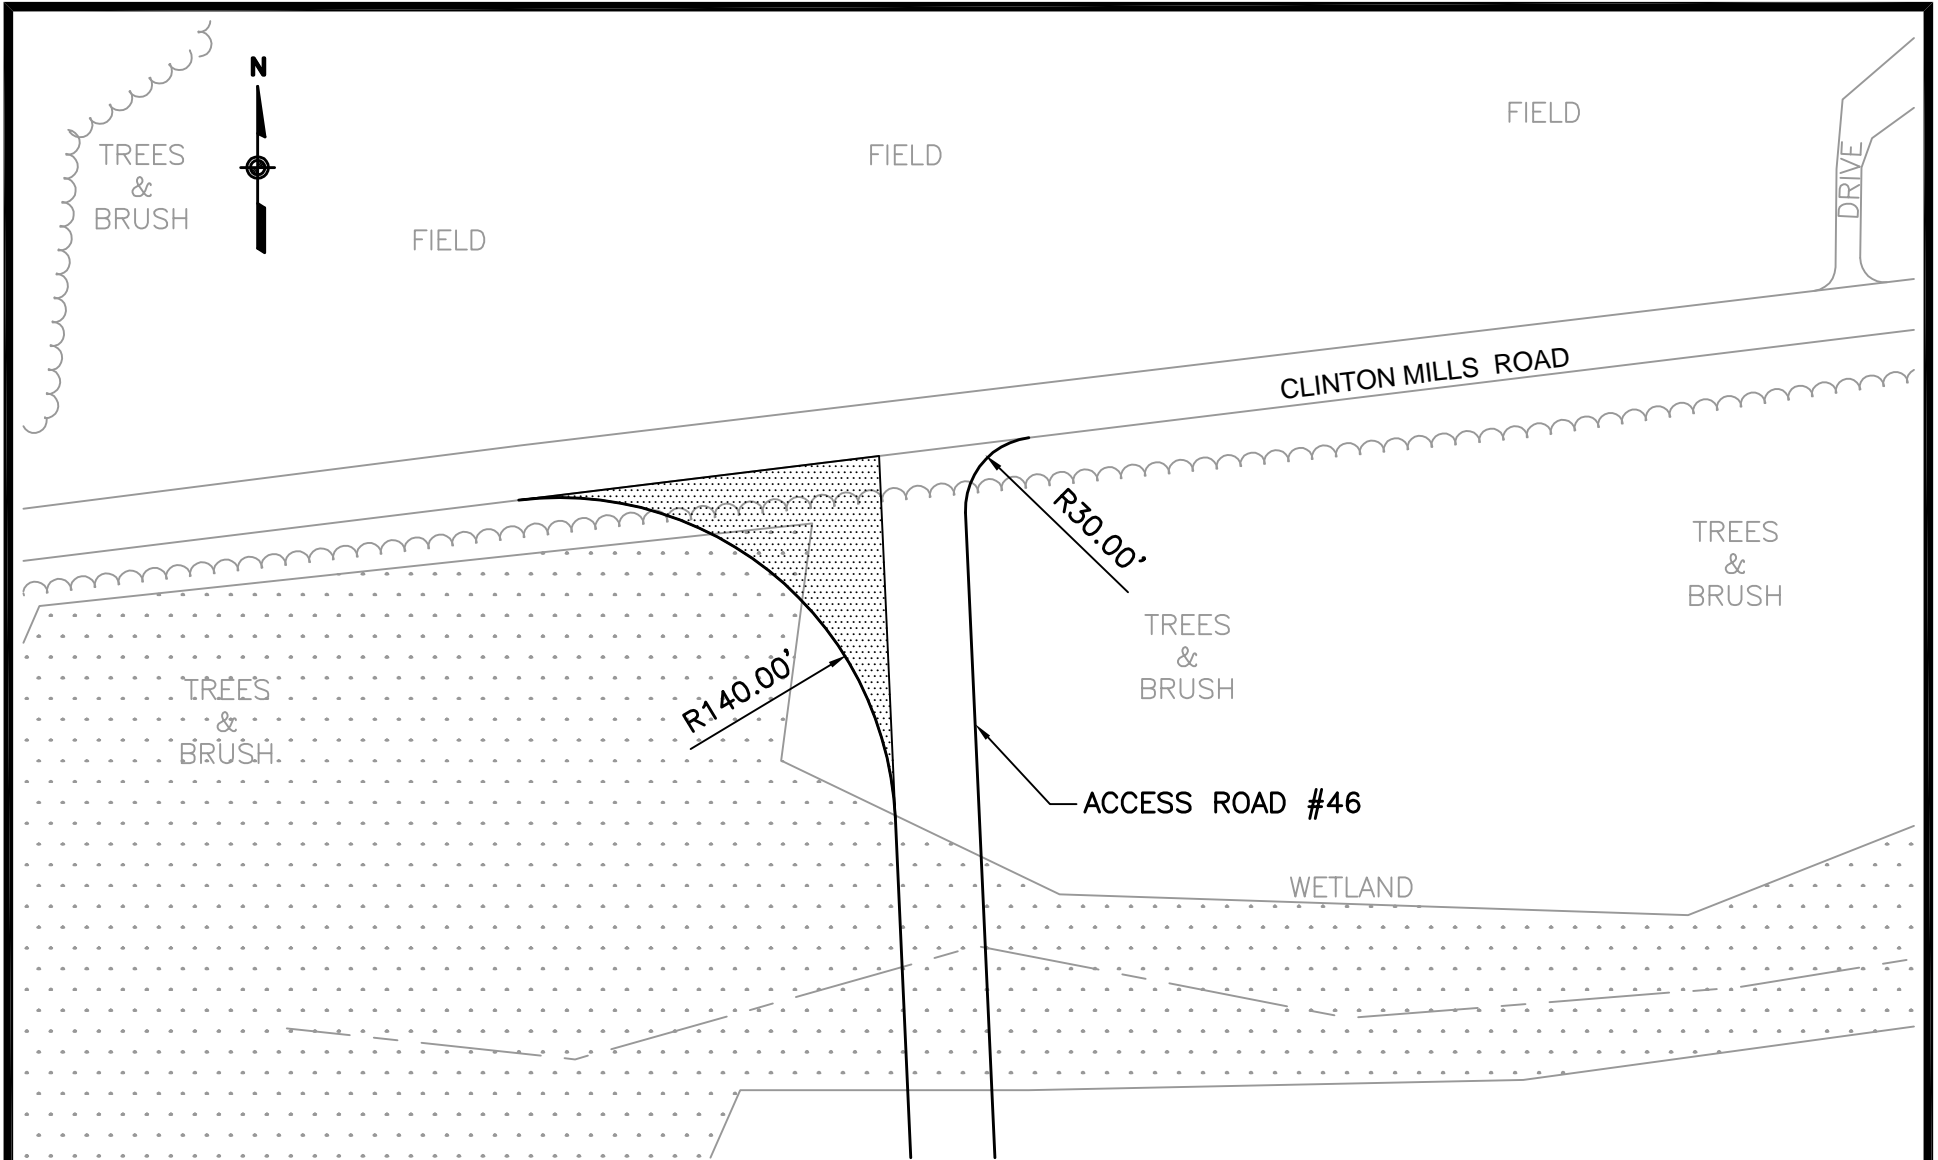 N
FIELD
FIELD
TREES
&
BRUSH
FIELD
DRIVE
CLINTON MILLS ROAD
R30.00’
TREES
&
BRUSH
TREES
&
BRUSH
R140.00’
TREES
&
BRUSH
ACCESS ROAD #46
WETLAND